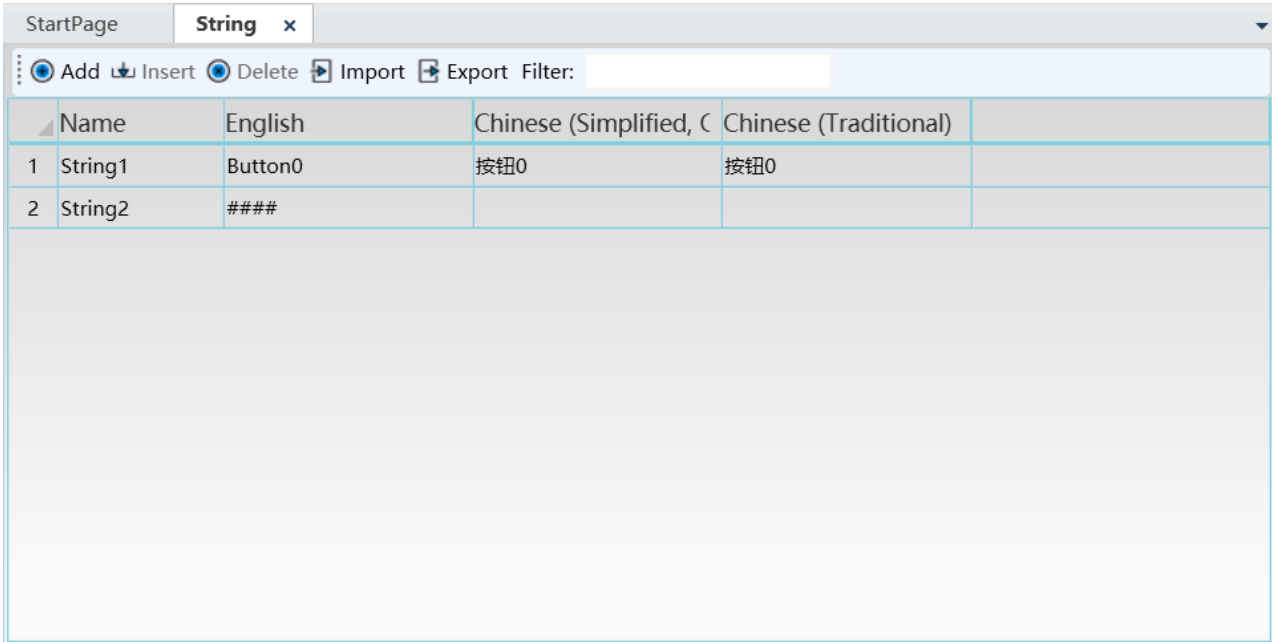 StartPage String x
Add Insert Delete Import Export Filter:
Name English Chinese (Simplified, C Chinese (Traditional)
1 String1 Button0 按钮0 按钮0
2 String2 ####